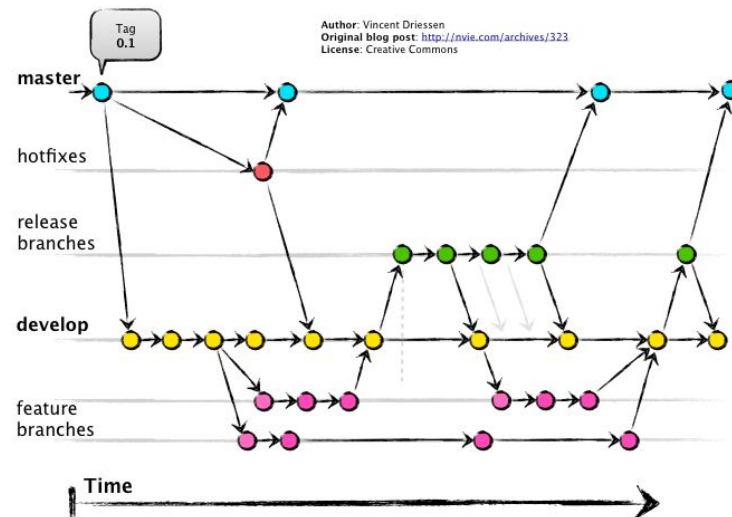 Tag
0.1
Author: Vincent Driessen
Original blog post: http://nvie.com/archives/323
License: Creative Commons
master
hotfixes
release
branches
develop
feature
branches
Time